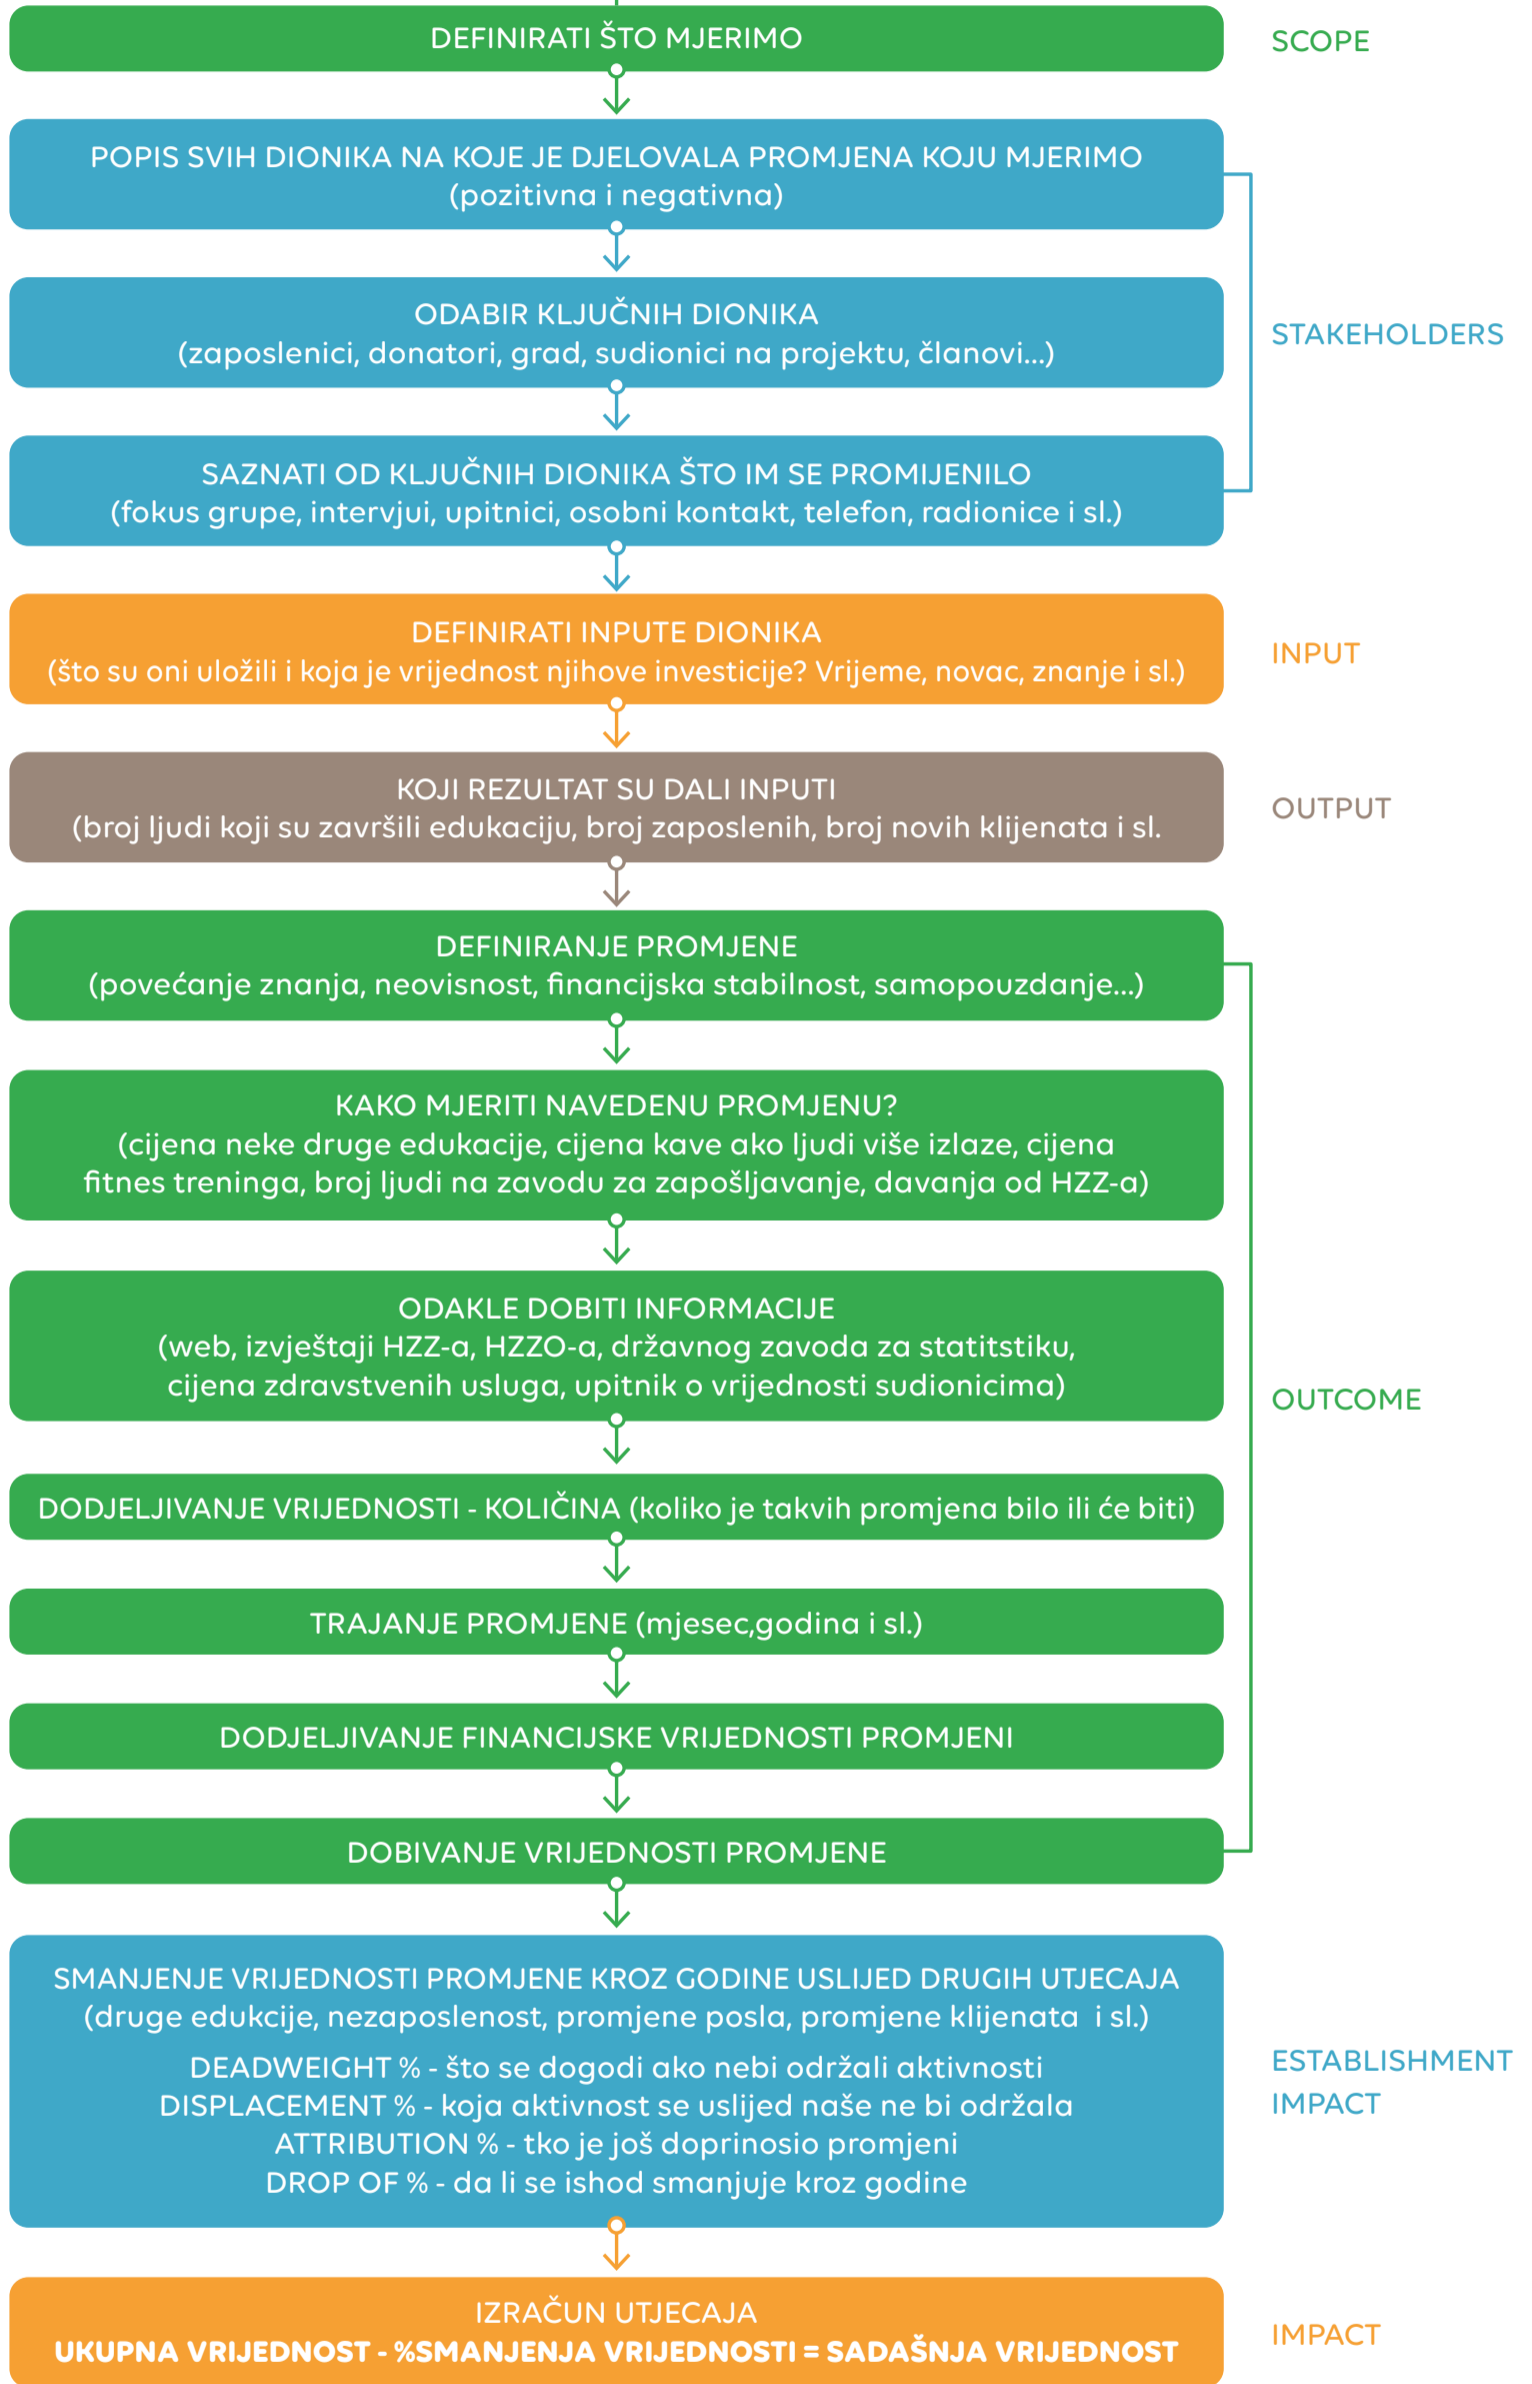 DEFINIRATI ŠTO MJERIMO
SCOPE
POPIS SVIH DIONIKA NA KOJE JE DJELOVALA PROMJENA KOJU MJERIMO
(pozitivna i negativna)
ODABIR KLJUČNIH DIONIKA
(zaposlenici, donatori, grad, sudionici na projektu, članovi...)
STAKEHOLDERS
SAZNATI OD KLJUČNIH DIONIKA ŠTO IM SE PROMIJENILO
(fokus grupe, intervjui, upitnici, osobni kontakt, telefon, radionice i sl.)
DEFINIRATI INPUTE DIONIKA
(što su oni uložili i koja je vrijednost njihove investicije? Vrijeme, novac, znanje i sl.)
INPUT
KOJI REZULTAT SU DALI INPUTI
(broj ljudi koji su završili edukaciju, broj zaposlenih, broj novih klijenata i sl.
OUTPUT
DEFINIRANJE PROMJENE
(povećanje znanja, neovisnost, financijska stabilnost, samopouzdanje...)
KAKO MJERITI NAVEDENU PROMJENU?
(cijena neke druge edukacije, cijena kave ako ljudi više izlaze, cijena
fitnes treninga, broj ljudi na zavodu za zapošljavanje, davanja od HZZ-a)
ODAKLE DOBITI INFORMACIJE
(web, izvještaji HZZ-a, HZZO-a, državnog zavoda za statitstiku,
cijena zdravstvenih usluga, upitnik o vrijednosti sudionicima)
OUTCOME
DODJELJIVANJE VRIJEDNOSTI - KOLIČINA (koliko je takvih promjena bilo ili će biti)
TRAJANJE PROMJENE (mjesec,godina i sl.)
DODJELJIVANJE FINANCIJSKE VRIJEDNOSTI PROMJENI
DOBIVANJE VRIJEDNOSTI PROMJENE
SMANJENJE VRIJEDNOSTI PROMJENE KROZ GODINE USLIJED DRUGIH UTJECAJA
(druge edukcije, nezaposlenost, promjene posla, promjene klijenata i sl.)
DEADWEIGHT % - što se dogodi ako nebi održali aktivnosti
DISPLACEMENT % - koja aktivnost se uslijed naše ne bi održala
ATTRIBUTION % - tko je još doprinosio promjeni
DROP OF % - da li se ishod smanjuje kroz godine
ESTABLISHMENT
IMPACT
IZRAČUN UTJECAJA
UKUPNA VRIJEDNOST - %SMANJENJA VRIJEDNOSTI = SADAŠNJA VRIJEDNOST
IMPACT